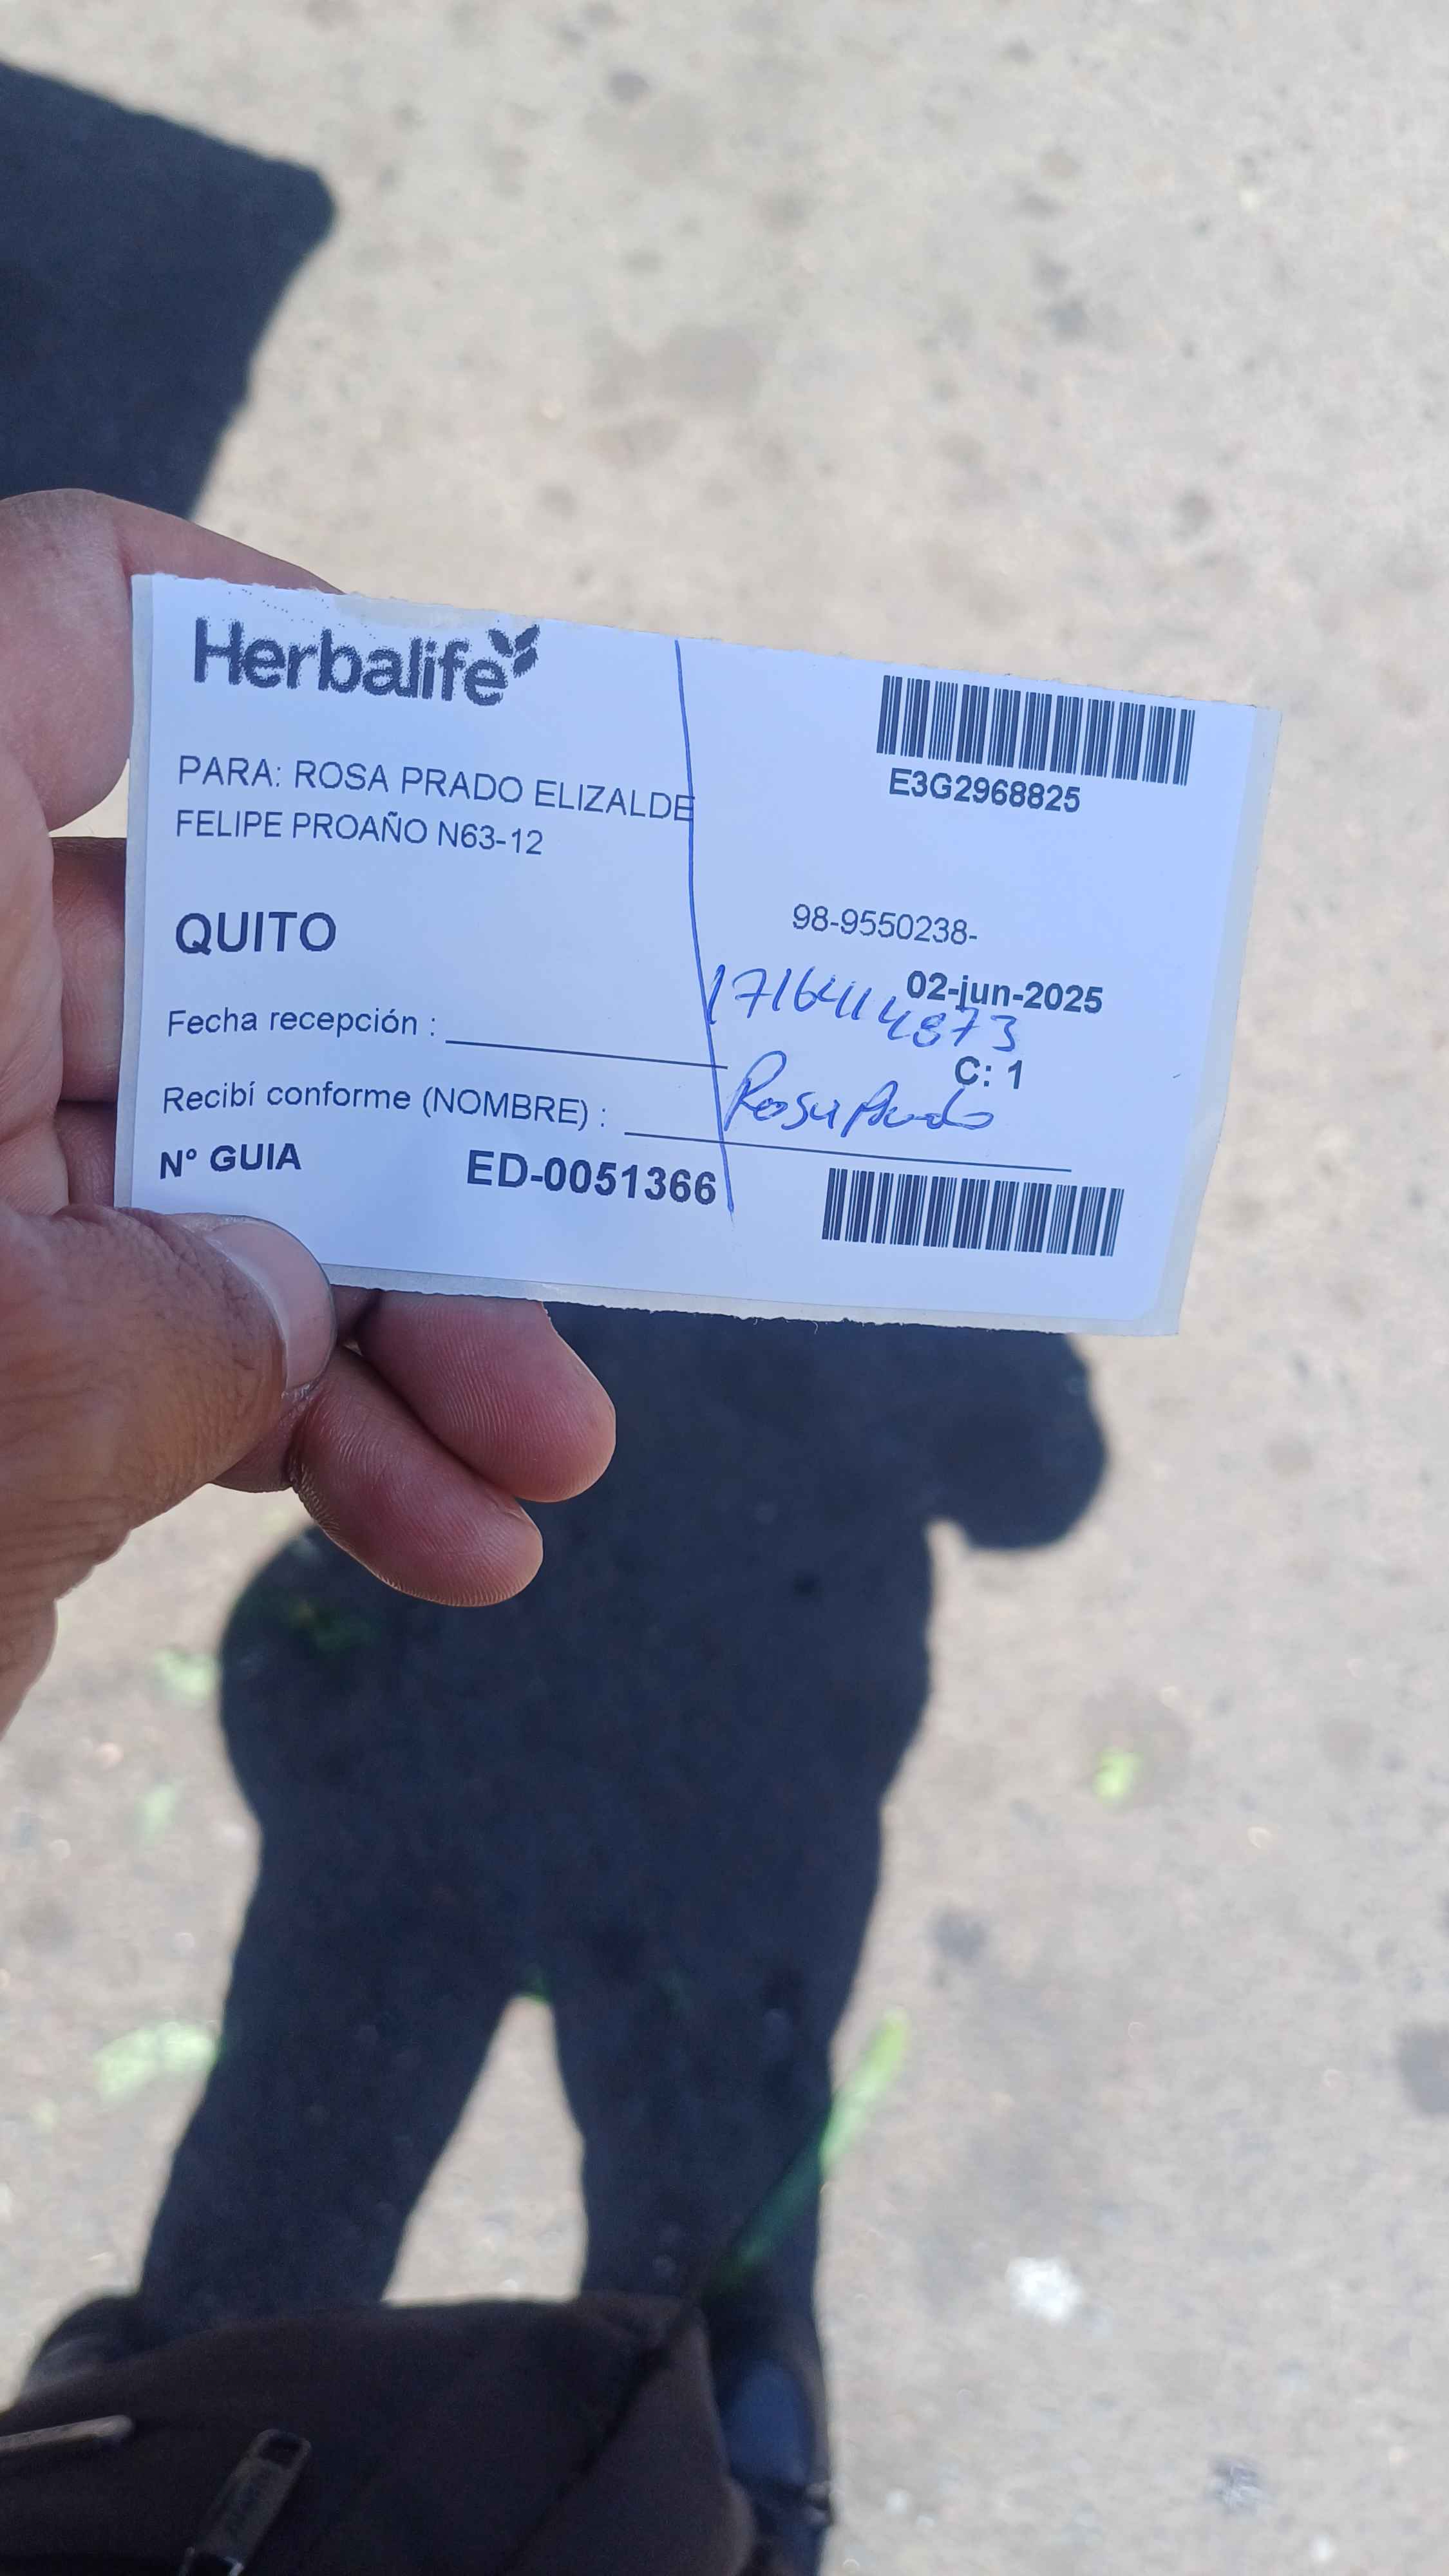 Herbalife
E3G2968825
PARA: ROSA PRADO ELIZALDE
FELIPE PROAÑO N63-12
98-9550238-
QUITO
02-jun-2025
1716414873
Fecha recepción :
C: 1
Rosa Prado
Recibí conforme (NOMBRE) :
N° GUIA ED-0051366